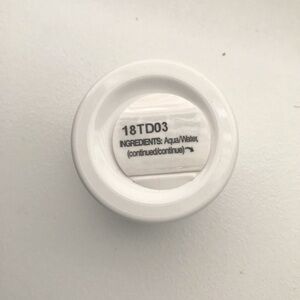 18TD03
INGREDIENTS: Aqua/Water,
(continued/continue)